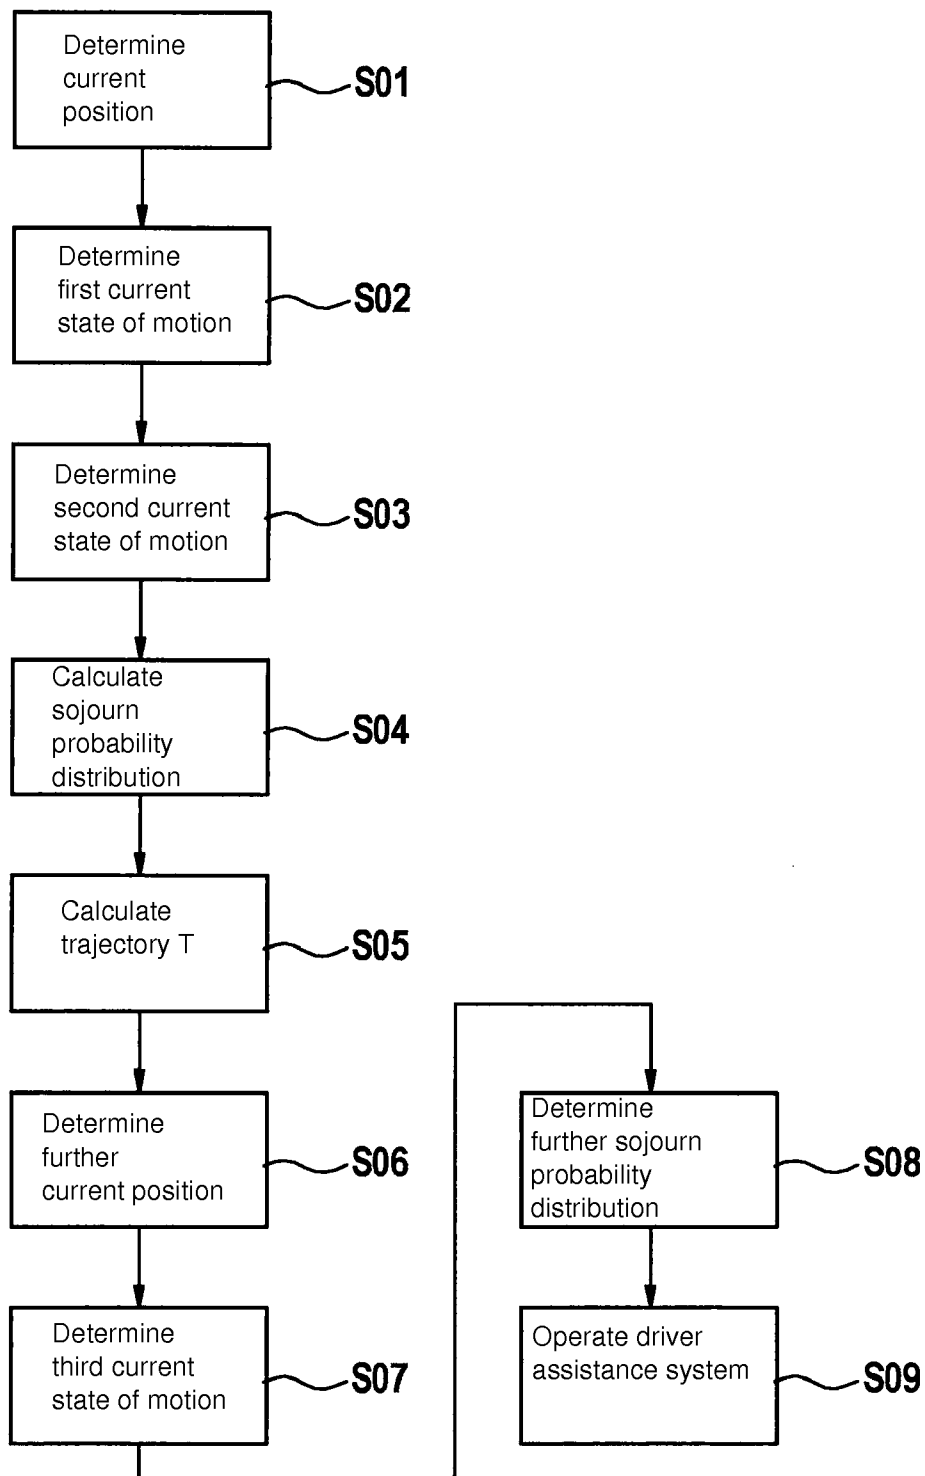 Determine
current
position
S01
Determine
first current
state of motion
S02
Determine
second current
state of motion
S03
Calculate
sojourn
probability
distribution
S04
Calculate
trajectory T
S05
Determine
further
current position
S06
Determine
third current
state of motion
S07
Determine
further sojourn
probability
distribution
S08
Operate driver
assistance system
S09